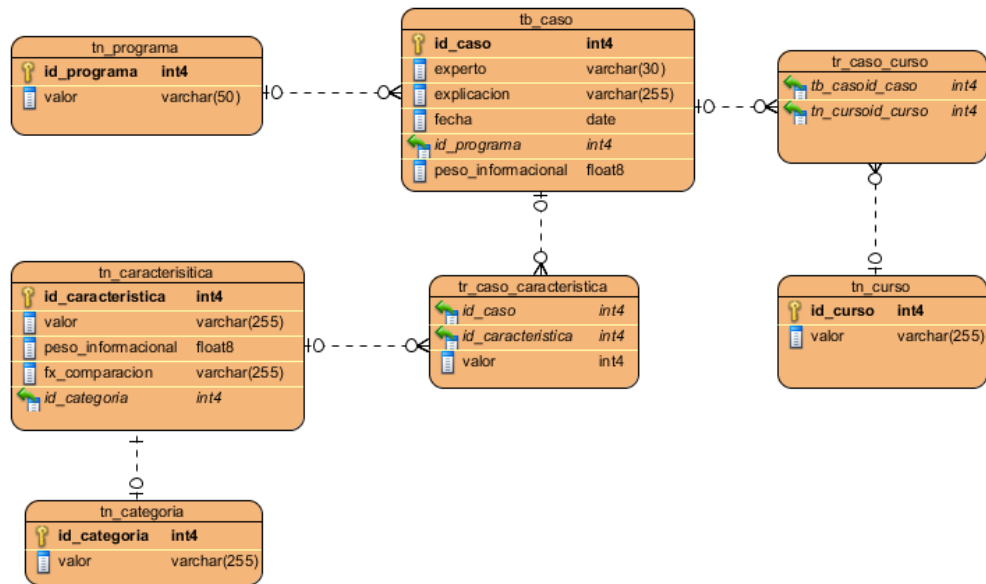 tn_programa
id_programa int4
valor varchar(50)
tb_caso
id_caso int4
experto varchar(30)
explicacion varchar(255)
fecha date
id_programa int4
peso_informacional float8
tr_caso_curso
tb_casoid_caso int4
tn_cursoid_curso int4
tn_caracterisitica
id_caracteristica int4
valor varchar(255)
peso_informacional float8
fx_comparacion varchar(255)
id_categoria int4
tr_caso_caracteristica
id_caso int4
id_caracteristica int4
valor int4
tn_curso
id_curso int4
valor varchar(255)
tn_categoria
id_categoria int4
valor varchar(255)